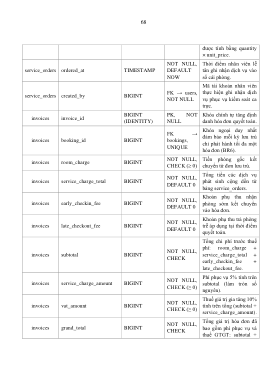 68
được tính bằng quantity
× unit_price.
service_orders ordered_at TIMESTAMP NOT NULL, DEFAULT NOW Thời điểm nhân viên lễ
tân ghi nhận dịch vụ vào
sổ cái phòng.
service_orders created_by BIGINT FK → users, NOT NULL Mã tài khoản nhân viên
thực hiện ghi nhận dịch
vụ phục vụ kiểm soát ca
trực.
invoices invoice_id BIGINT (IDENTITY) PK, NOT NULL Khóa chính tự tăng định
danh hóa đơn quyết toán.
invoices booking_id BIGINT FK → bookings, UNIQUE Khóa ngoại duy nhất
đảm bảo mỗi kỳ lưu trú
chỉ phát hành tối đa một
hóa đơn (BR6).
invoices room_charge BIGINT NOT NULL, CHECK (≥ 0) Tiền phòng gốc kết
chuyển từ đơn lưu trú.
invoices service_charge_total BIGINT NOT NULL, DEFAULT 0 Tổng tiền các dịch vụ
phát sinh cộng dồn từ
bảng service_orders.
invoices early_checkin_fee BIGINT NOT NULL, DEFAULT 0 Khoản phụ thu nhận
phòng sớm kết chuyển
vào hóa đơn.
invoices late_checkout_fee BIGINT NOT NULL, DEFAULT 0 Khoản phụ thu trả phòng
trễ áp dụng tại thời điểm
quyết toán.
invoices subtotal BIGINT NOT NULL, CHECK Tổng chi phí trước thuế
phí: room_charge +
service_charge_total +
early_checkin_fee +
late_checkout_fee.
invoices service_charge_amount BIGINT NOT NULL, CHECK (≥ 0) Phí phục vụ 5% tính trên
subtotal (làm tròn số
nguyên).
invoices vat_amount BIGINT NOT NULL, CHECK (≥ 0) Thuế giá trị gia tăng 10%
tính trên tổng (subtotal +
service_charge_amount).
invoices grand_total BIGINT NOT NULL, CHECK Tổng giá trị hóa đơn đã
bao gồm phí phục vụ và
thuế GTGT: subtotal +